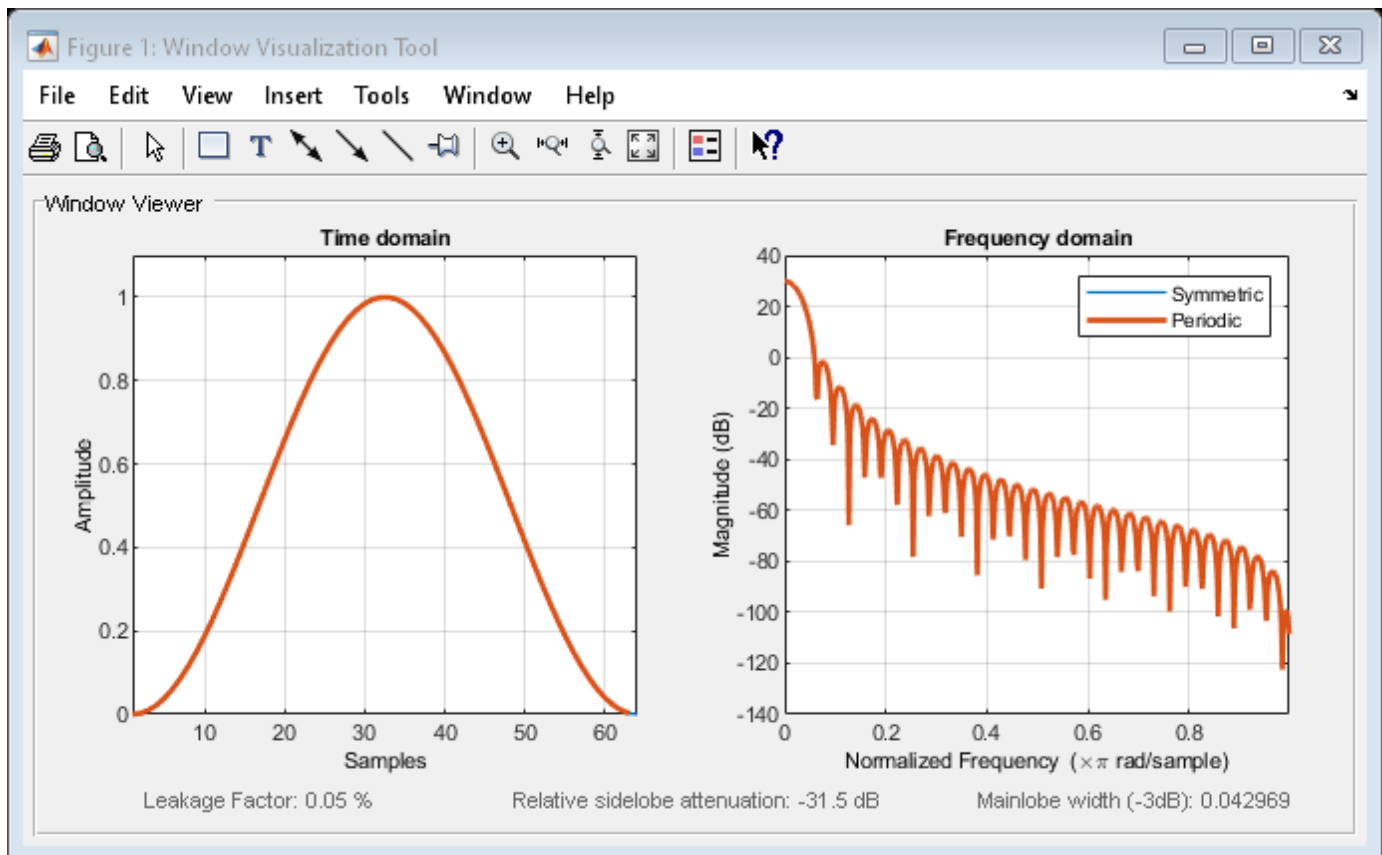 Figure 1: Window Visualization Tool
File Edit View Insert Tools Window Help
T
?
Window Viewer
Time domain
1
0.8
0.6
0.4
0.2
0
Amplitude
10 20 30 40 50 60
Samples
Frequency domain
40
20
0
-20
-40
-60
-80
-100
-120
-140
Magnitude (dB)
Symmetric
Periodic
0 0.2 0.4 0.6 0.8
Normalized Frequency (×π rad/sample)
Leakage Factor: 0.05 % Relative sidelobe attenuation: -31.5 dB Mainlobe width (-3dB): 0.042969